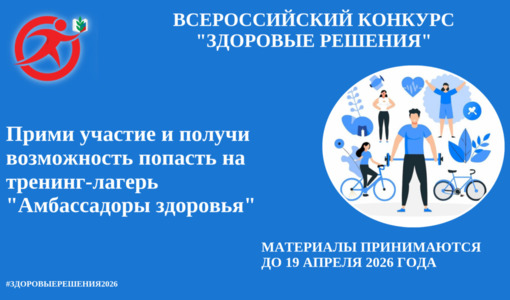 ВСЕРОССИЙСКИЙ КОНКУРС
"ЗДОРОВЫЕ РЕШЕНИЯ"
Прими участие и получи
возможность попасть на
тренинг-лагерь
"Амбассадоры здоровья"
МАТЕРИАЛЫ ПРИНИМАЮТСЯ
ДО 19 АПРЕЛЯ 2026 ГОДА
#ЗДОРОВЫЕРЕШЕНИЯ2026